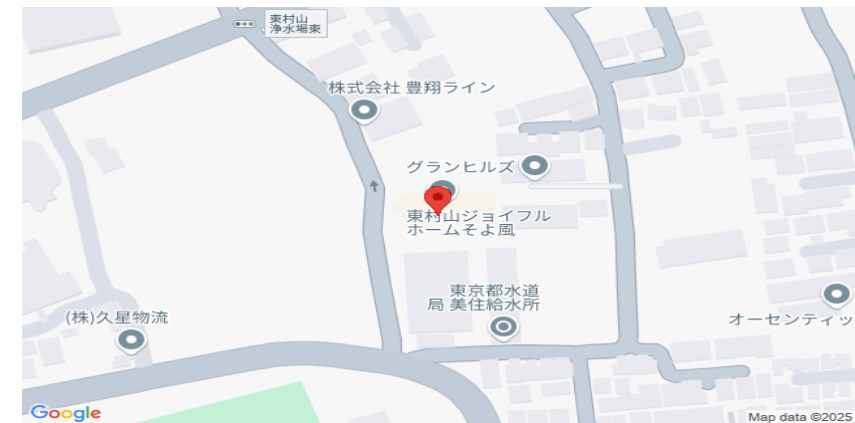 東村山
浄水場東
株式会社 豊翔ライン
グランヒルズ
東村山ジョイフル
ホームそよ風
東京都水道
局 美住給水所
(株)久星物流
オーセンティッ
Google
Map data ©2025